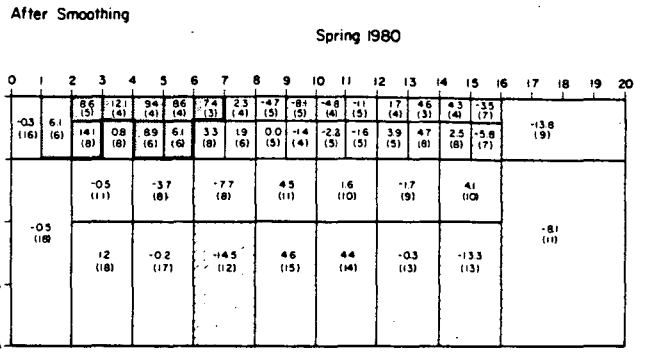 After Smoothing
Spring 1980
0 1 2 3 4 5 6 7 8 9 10 11 12 13 14 15 16 17 18 20
8.6 -12.1 9.4 8.6 7.4 2.3 -4.7 -8.1 -4.8 -1.1 1.7 4.6 4.3 -3.5
(5) (4) (4) (4) (3) (4) (5) (5) (4) (5) (4) (3) (4) (7)
-0.3 6.1 14.1 0.8 8.9 6.1 3.3 1.9 0.0 -1.4 -2.2 -1.6 3.9 4.7 2.5 -5.8 -13.8
(16) (6) (8) (8) (6) (6) (8) (6) (5) (4) (5) (5) (5) (8) (8) (7) (9)
-0.5 -3.7 -7.7 4.5 1.6 -1.7 4.1
(11) (8) (8) (11) (10) (9) (10)
-0.5 -8.1
(18) (11)
1.2 -0.2 -14.5 4.6 4.4 -0.3 -13.3
(18) (17) (12) (15) (14) (13) (13)